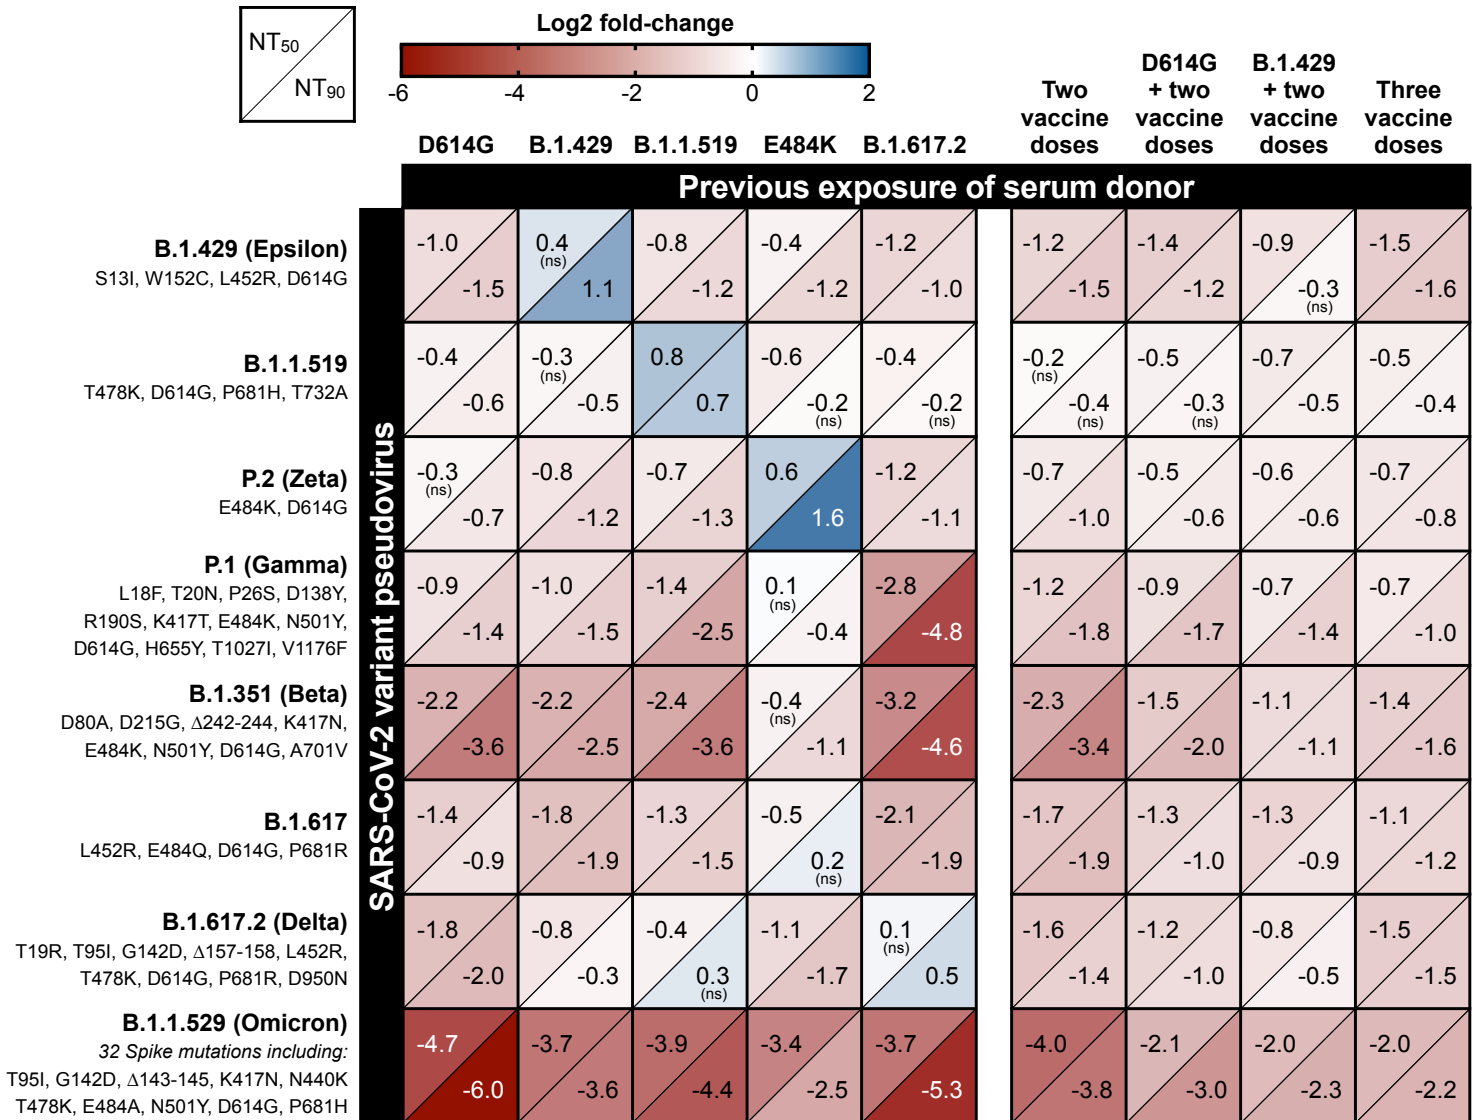 NT50
NT90
Log2 fold-change
-6 -4 -2 0 2
D614G B.1.429 B.1.1.519 E484K B.1.617.2
Two
vaccine
doses
D614G
+ two
vaccine
doses
B.1.429
+ two
vaccine
doses
Three
vaccine
doses
Previous exposure of serum donor
SARS-CoV-2 variant pseudovirus
B.1.429 (Epsilon)
S13I, W152C, L452R, D614G
-1.0 0.4 -0.8 -0.4 -1.2 -1.2 -1.4 -0.9 -1.5
(ns)
-1.5 1.1 -1.2 -1.2 -1.0 -1.5 -1.2 -0.3 -1.6
(ns)
B.1.1.519
T478K, D614G, P681H, T732A
-0.4 -0.3 0.8 -0.6 -0.4 -0.2 -0.5 -0.7 -0.5
(ns) (ns)
-0.6 -0.5 0.7 -0.2 -0.2 -0.4 -0.3 -0.5 -0.4
(ns) (ns) (ns) (ns)
P.2 (Zeta)
E484K, D614G
-0.3 -0.8 -0.7 0.6 -1.2 -0.7 -0.5 -0.6 -0.7
(ns)
-0.7 -1.2 -1.3 1.6 -1.1 -1.0 -0.6 -0.6 -0.8
P.1 (Gamma)
L18F, T20N, P26S, D138Y,
R190S, K417T, E484K, N501Y,
D614G, H655Y, T1027I, V1176F
-0.9 -1.0 -1.4 0.1 -2.8 -1.2 -0.9 -0.7 -0.7
(ns)
-1.4 -1.5 -2.5 -0.4 -4.8 -1.8 -1.7 -1.4 -1.0
B.1.351 (Beta)
D80A, D215G, Δ242-244, K417N,
E484K, N501Y, D614G, A701V
-2.2 -2.2 -2.4 -0.4 -3.2 -2.3 -1.5 -1.1 -1.4
(ns)
-3.6 -2.5 -3.6 -1.1 -4.6 -3.4 -2.0 -1.1 -1.6
B.1.617
L452R, E484Q, D614G, P681R
-1.4 -1.8 -1.3 -0.5 -2.1 -1.7 -1.3 -1.3 -1.1
-0.9 -1.9 -1.5 0.2 -1.9 -1.9 -1.0 -0.9 -1.2
(ns)
B.1.617.2 (Delta)
T19R, T95I, G142D, Δ157-158, L452R,
T478K, D614G, P681R, D950N
-1.8 -0.8 -0.4 -1.1 0.1 -1.6 -1.2 -0.8 -1.5
(ns)
-2.0 -0.3 0.3 -1.7 0.5 -1.4 -1.0 -0.5 -1.5
(ns)
B.1.1.529 (Omicron)
32 Spike mutations including:
T95I, G142D, Δ143-145, K417N, N440K
T478K, E484A, N501Y, D614G, P681H
-4.7 -3.7 -3.9 -3.4 -3.7 -4.0 -2.1 -2.0 -2.0
-6.0 -3.6 -4.4 -2.5 -5.3 -3.8 -3.0 -2.3 -2.2